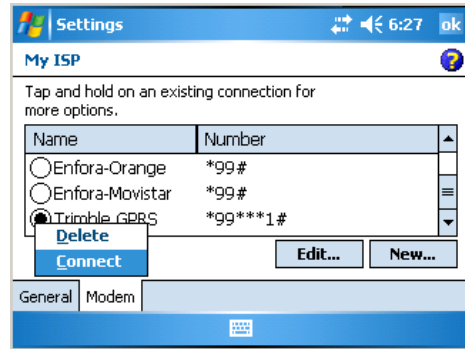 Settings 6:27 ok
My ISP
Tap and hold on an existing connection for
more options.
Name Number
Enfora-Orange *99#
Enfora-Movistar *99#
Trimble GPRS *99***1#
Delete
Connect
Edit... New...
General Modem